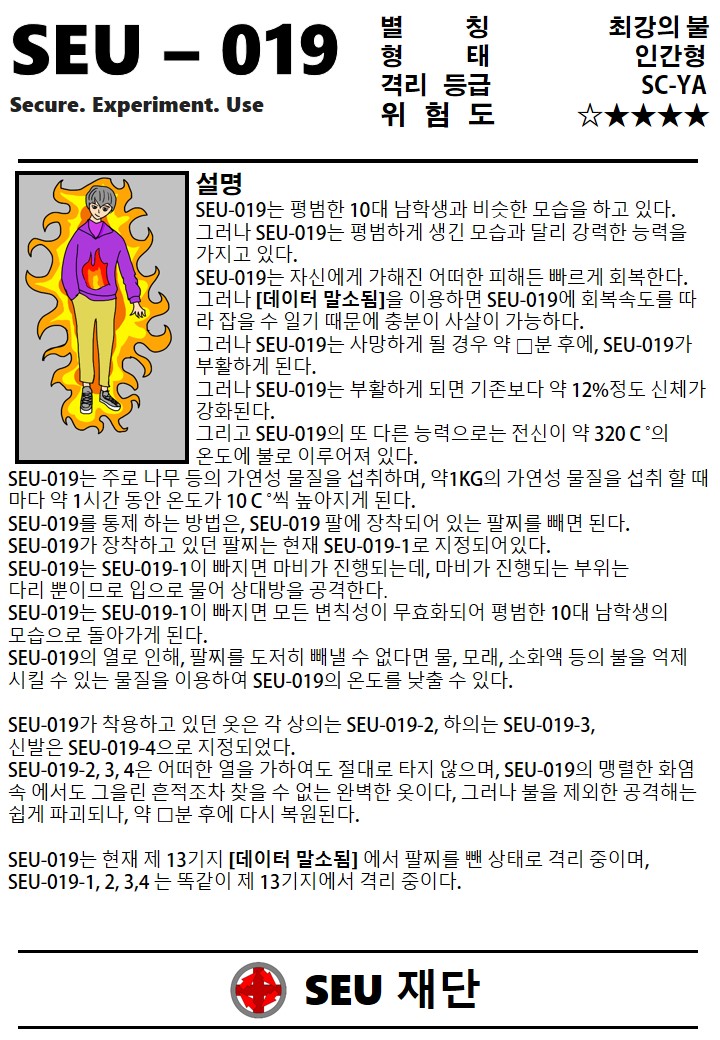 SEU – 019
Secure. Experiment. Use
별 칭 최강의 불
형 태 인간형
격리 등급 SC-YA
위 험 도 ☆★★★★
설명
SEU-019는 평범한 10대 남학생과 비슷한 모습을 하고 있다.
그러나 SEU-019는 평범하게 생긴 모습과 달리 강력한 능력을
가지고 있다.
SEU-019는 자신에게 가해진 어떠한 피해든 빠르게 회복한다.
그러나 [데이터 말소됨]을 이용하면 SEU-019에 회복속도를 따
라 잡을 수 일기 때문에 충분이 사살이 가능하다.
그러나 SEU-019는 사망하게 될 경우 약 □분 후에, SEU-019가
부활하게 된다.
그러나 SEU-019는 부활하게 되면 기존보다 약 12%정도 신체가
강화된다.
그리고 SEU-019의 또 다른 능력으로는 전신이 약 320 C °의
온도에 불로 이루어져 있다.
SEU-019는 주로 나무 등의 가연성 물질을 섭취하며, 약1KG의 가연성 물질을 섭취 할 때
마다 약 1시간 동안 온도가 10 C °씩 높아지게 된다.
SEU-019를 통제 하는 방법은, SEU-019 팔에 장착되어 있는 팔찌를 빼면 된다.
SEU-019가 장착하고 있던 팔찌는 현재 SEU-019-1로 지정되어있다.
SEU-019는 SEU-019-1이 빠지면 마비가 진행되는데, 마비가 진행되는 부위는
다리 뿐이므로 입으로 물어 상대방을 공격한다.
SEU-019는 SEU-019-1이 빠지면 모든 변칙성이 무효화되어 평범한 10대 남학생의
모습으로 돌아가게 된다.
SEU-019의 열로 인해, 팔찌를 도저히 빼낼 수 없다면 물, 모래, 소화액 등의 불을 억제
시킬 수 있는 물질을 이용하여 SEU-019의 온도를 낮출 수 있다.
SEU-019가 착용하고 있던 옷은 각 상의는 SEU-019-2, 하의는 SEU-019-3,
신발은 SEU-019-4으로 지정되었다.
SEU-019-2, 3, 4은 어떠한 열을 가하여도 절대로 타지 않으며, SEU-019의 맹렬한 화염
속 에서도 그을린 흔적조차 찾을 수 없는 완벽한 옷이다, 그러나 불을 제외한 공격해는
쉽게 파괴되나, 약 □분 후에 다시 복원된다.
SEU-019는 현재 제 13기지 [데이터 말소됨] 에서 팔찌를 뺀 상태로 격리 중이며,
SEU-019-1, 2, 3,4 는 똑같이 제 13기지에서 격리 중이다.
SEU 재단